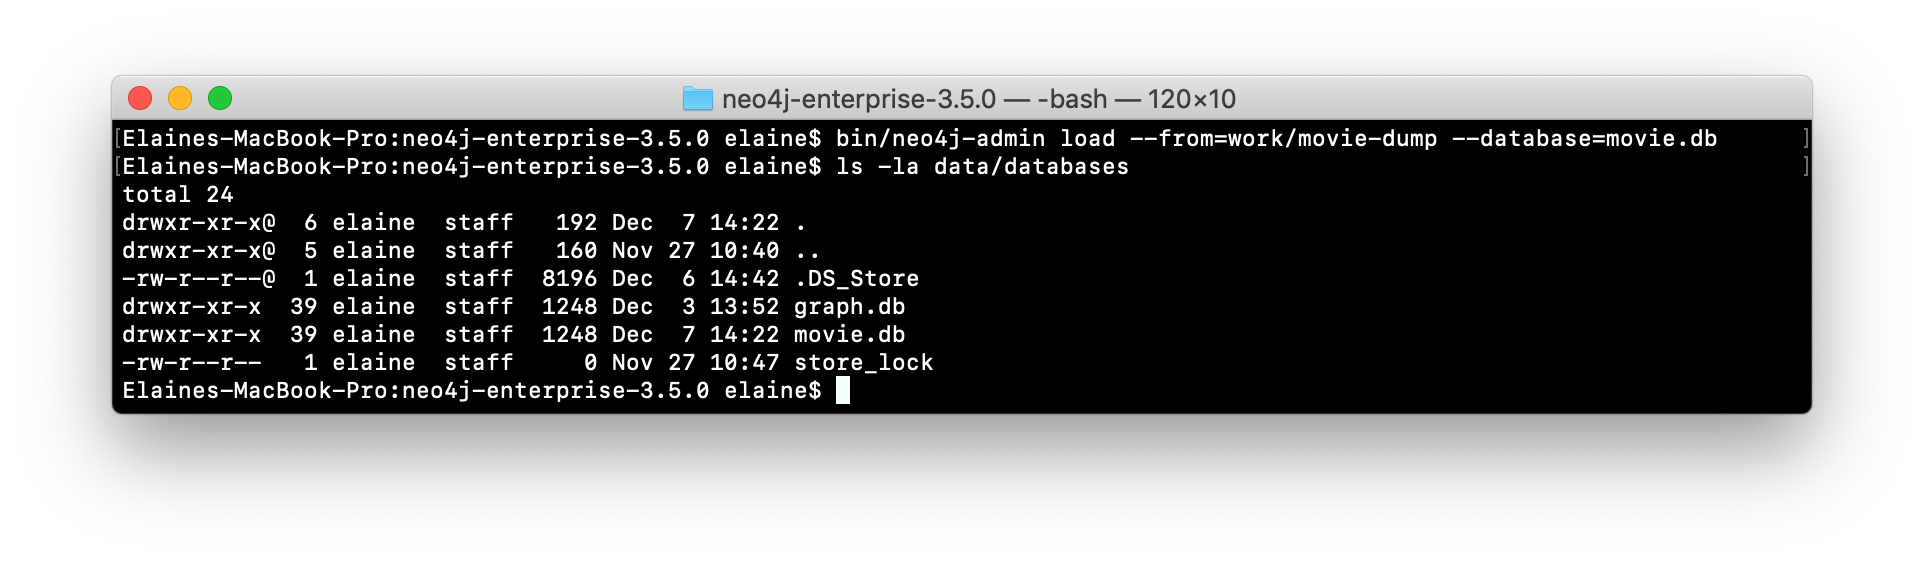 neo4j-enterprise-3.5.0 — -bash — 120×10
[Elaines-MacBook-Pro:neo4j-enterprise-3.5.0 elaine$ bin/neo4j-admin load --from=work/movie-dump --database=movie.db ]
[Elaines-MacBook-Pro:neo4j-enterprise-3.5.0 elaine$ ls -la data/databases ]
total 24
drwxr-xr-x@  6 elaine  staff   192 Dec  7 14:22 .
drwxr-xr-x@  5 elaine  staff   160 Nov 27 10:40 ..
-rw-r--r--@  1 elaine  staff  8196 Dec  6 14:42 .DS_Store
drwxr-xr-x  39 elaine  staff  1248 Dec  3 13:52 graph.db
drwxr-xr-x  39 elaine  staff  1248 Dec  7 14:22 movie.db
-rw-r--r--   1 elaine  staff     0 Nov 27 10:47 store_lock
Elaines-MacBook-Pro:neo4j-enterprise-3.5.0 elaine$